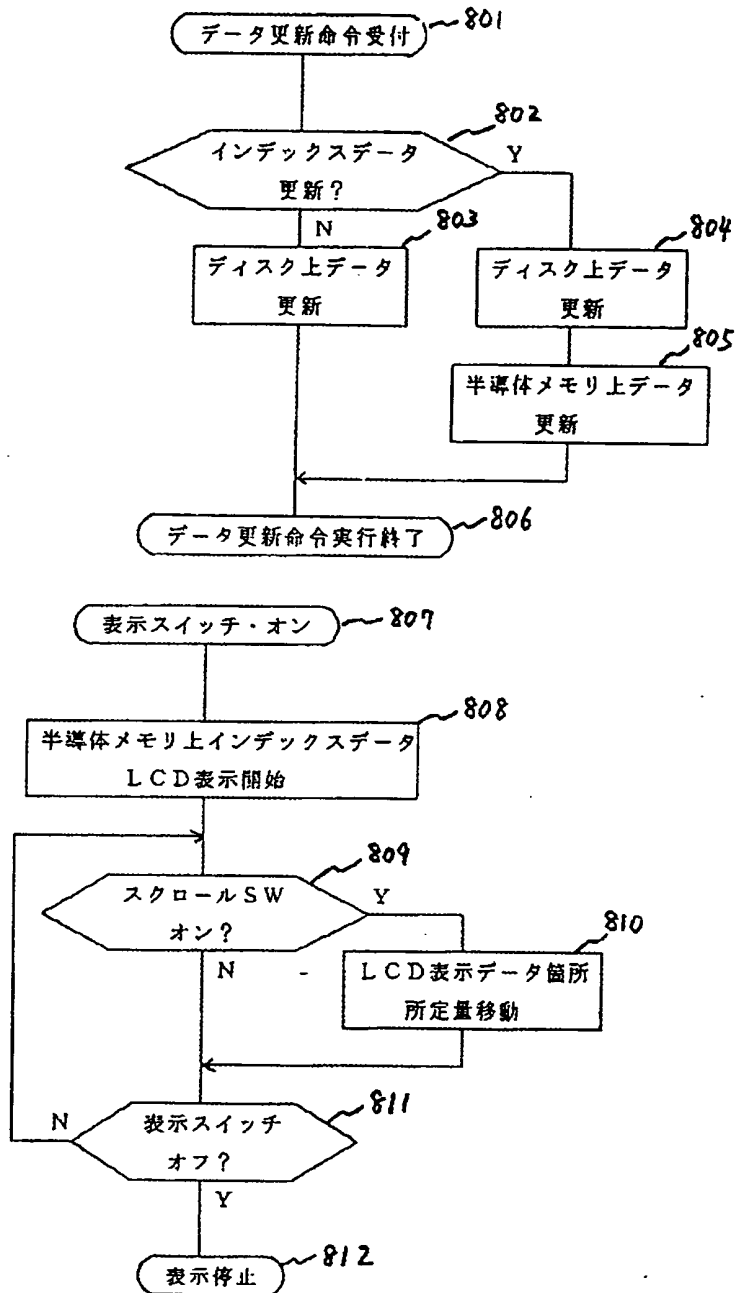 データ更新命令受付
801
802
インデックスデータ
更新?
Y
N
803
804
ディスク上データ
更新
ディスク上データ
更新
805
半導体メモリ上データ
更新
データ更新命令実行終了
806
表示スイッチ・オン
807
808
半導体メモリ上インデックスデータ
LCD表示開始
809
スクロールSW
オン?
Y
N
810
LCD表示データ箇所
所定量移動
811
N
表示スイッチ
オフ?
Y
表示停止
812